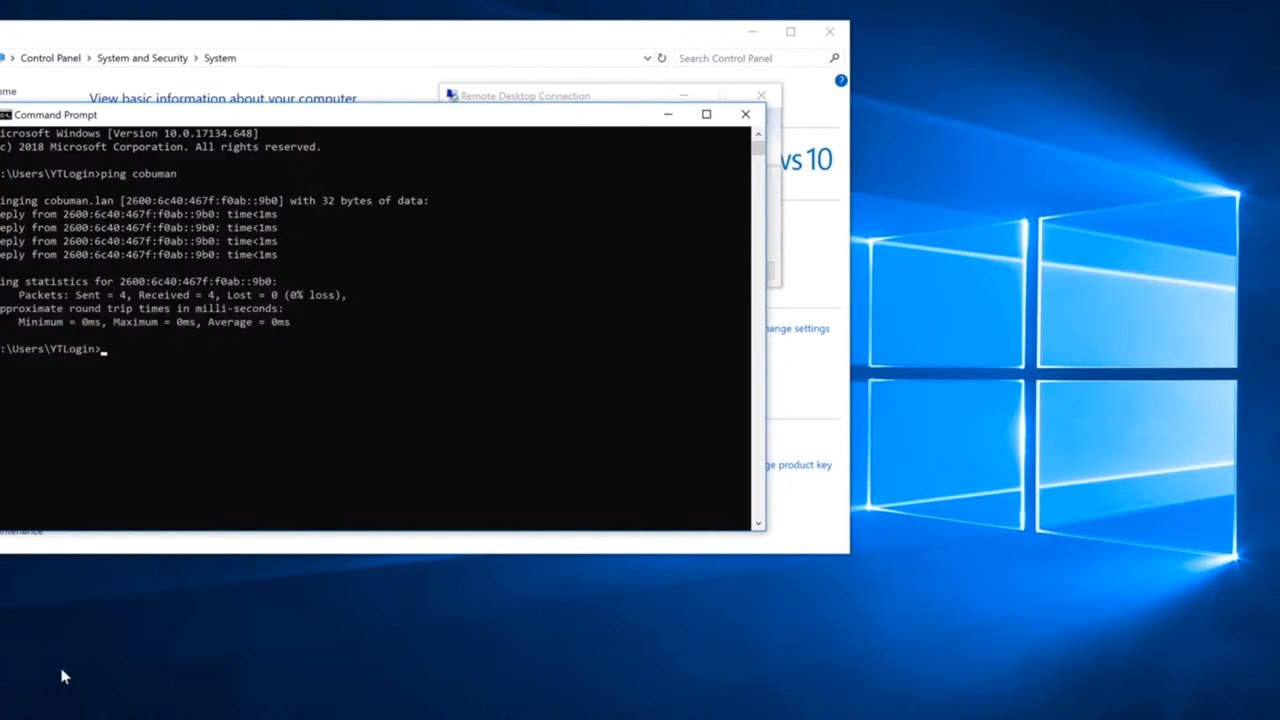 Control Panel > System and Security > System
Search Control Panel
ome
View basic information about your computer
Remote Desktop Connection
Command Prompt
icrosoft Windows [Version 10.0.17134.648]
c) 2018 Microsoft Corporation. All rights reserved.
:\Users\YTLogin>ping cobuman
inging cobuman.lan [2600:6c40:467f:f0ab::9b0] with 32 bytes of data:
eply from 2600:6c40:467f:f0ab::9b0: time<1ms
eply from 2600:6c40:467f:f0ab::9b0: time<1ms
eply from 2600:6c40:467f:f0ab::9b0: time<1ms
eply from 2600:6c40:467f:f0ab::9b0: time<1ms
ing statistics for 2600:6c40:467f:f0ab::9b0:
Packets: Sent = 4, Received = 4, Lost = 0 (0% loss),
pproximate round trip times in milli-seconds:
Minimum = 0ms, Maximum = 0ms, Average = 0ms
:\Users\YTLogin>
ws 10
hange settings
ge product key